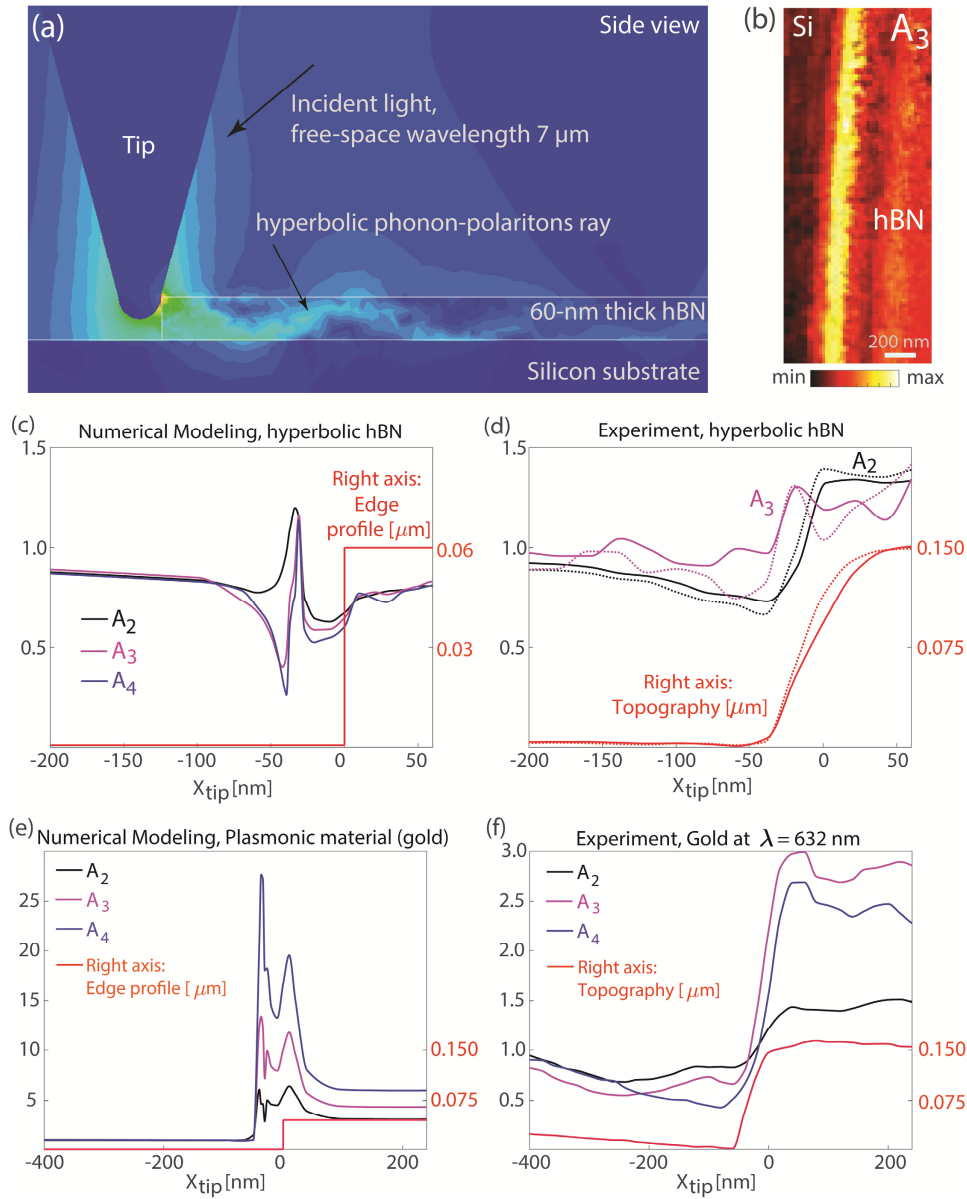 (a)
Side view
Incident light,
free-space wavelength 7 μm
Tip
hyperbolic phonon-polaritons ray
60-nm thick hBN
Silicon substrate
(b)
Si
A3
hBN
200 nm
min
max
(c)
Numerical Modeling, hyperbolic hBN
1.5
1.0
0.5
Right axis:
Edge
profile [μm]
0.06
0.03
A2
A3
A4
-200
-150
-100
-50
0
50
Xtip [nm]
(d)
Experiment, hyperbolic hBN
1.5
1.0
0.5
A2
A3
0.150
0.075
Right axis:
Topography [μm]
-200
-150
-100
-50
0
50
Xtip [nm]
(e)
Numerical Modeling, Plasmonic material (gold)
25
20
15
10
5
A2
A3
A4
Right axis:
Edge profile [ μm]
0.150
0.075
-400
-200
0
200
Xtip [nm]
(f)
Experiment, Gold at λ = 632 nm
3.0
2.5
2.0
1.5
1.0
0.5
A2
A3
A4
Right axis:
Topography [ μm]
0.150
0.075
-400
-200
0
200
Xtip [nm]